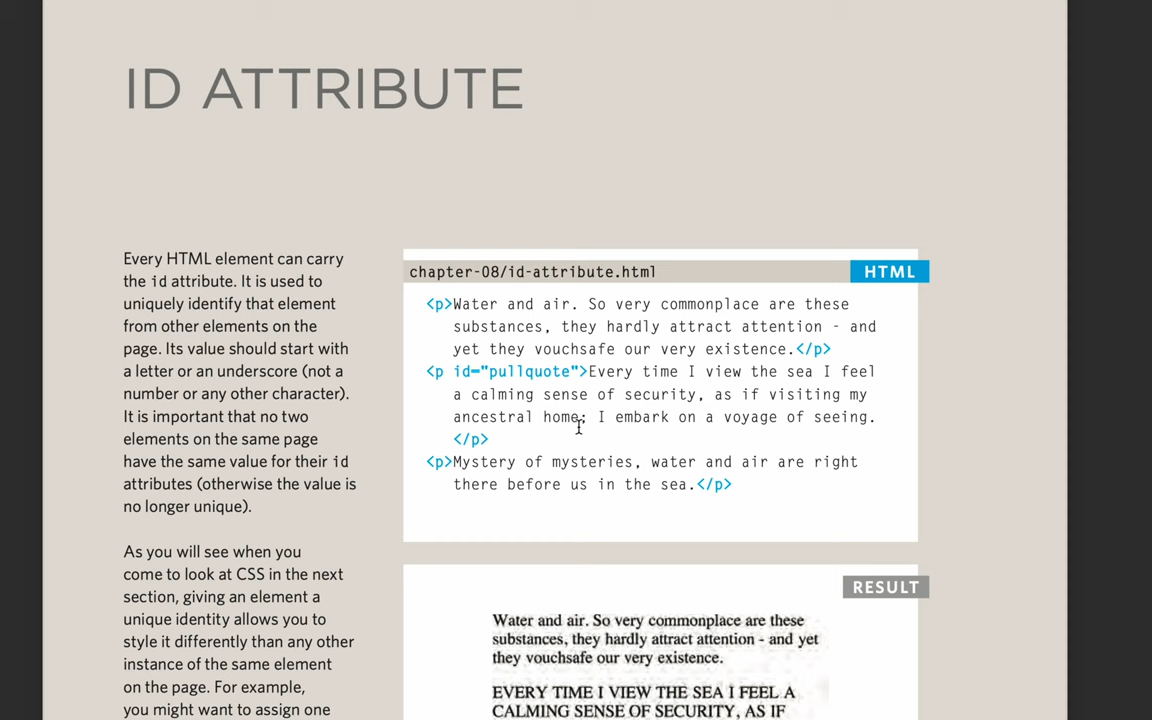 ID ATTRIBUTE
Every HTML element can carry
the id attribute. It is used to
uniquely identify that element
from other elements on the
page. Its value should start with
a letter or an underscore (not a
number or any other character).
It is important that no two
elements on the same page
have the same value for their id
attributes (otherwise the value is
no longer unique).
As you will see when you
come to look at CSS in the next
section, giving an element a
unique identity allows you to
style it differently than any other
instance of the same element
on the page. For example,
you might want to assign one
chapter-08/id-attribute.html
HTML
<p>Water and air. So very commonplace are these
substances, they hardly attract attention - and
yet they vouchsafe our very existence.</p>
<p id="pullquote">Every time I view the sea I feel
a calming sense of security, as if visiting my
ancestral home; I embark on a voyage of seeing.
</p>
<p>Mystery of mysteries, water and air are right
there before us in the sea.</p>
RESULT
Water and air. So very commonplace are these
substances, they hardly attract attention - and yet
they vouchsafe our very existence.
EVERY TIME I VIEW THE SEA I FEEL A
CALMING SENSE OF SECURITY, AS IF